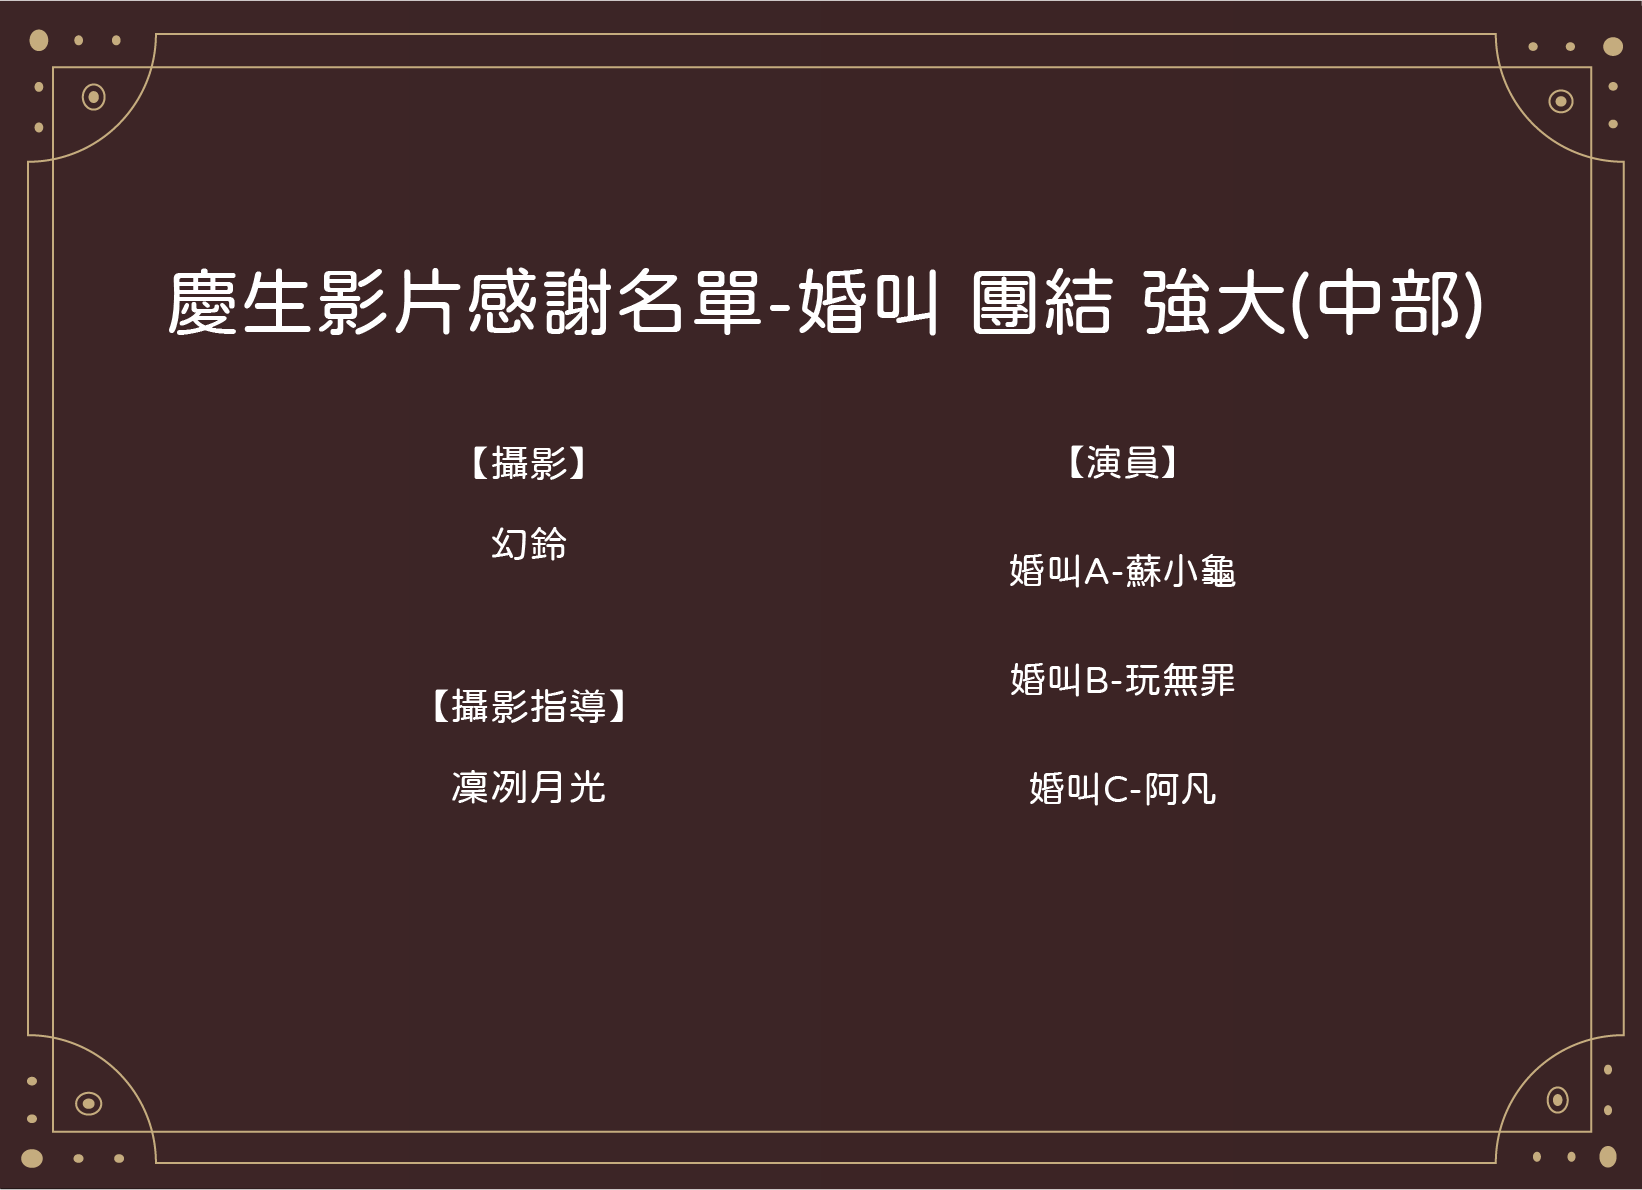 慶生影片感謝名單-婚叫 團結 強大(中部)
【攝影】
幻鈴
【攝影指導】
凜冽月光
【演員】
婚叫A-蘇小龜
婚叫B-玩無罪
婚叫C-阿凡